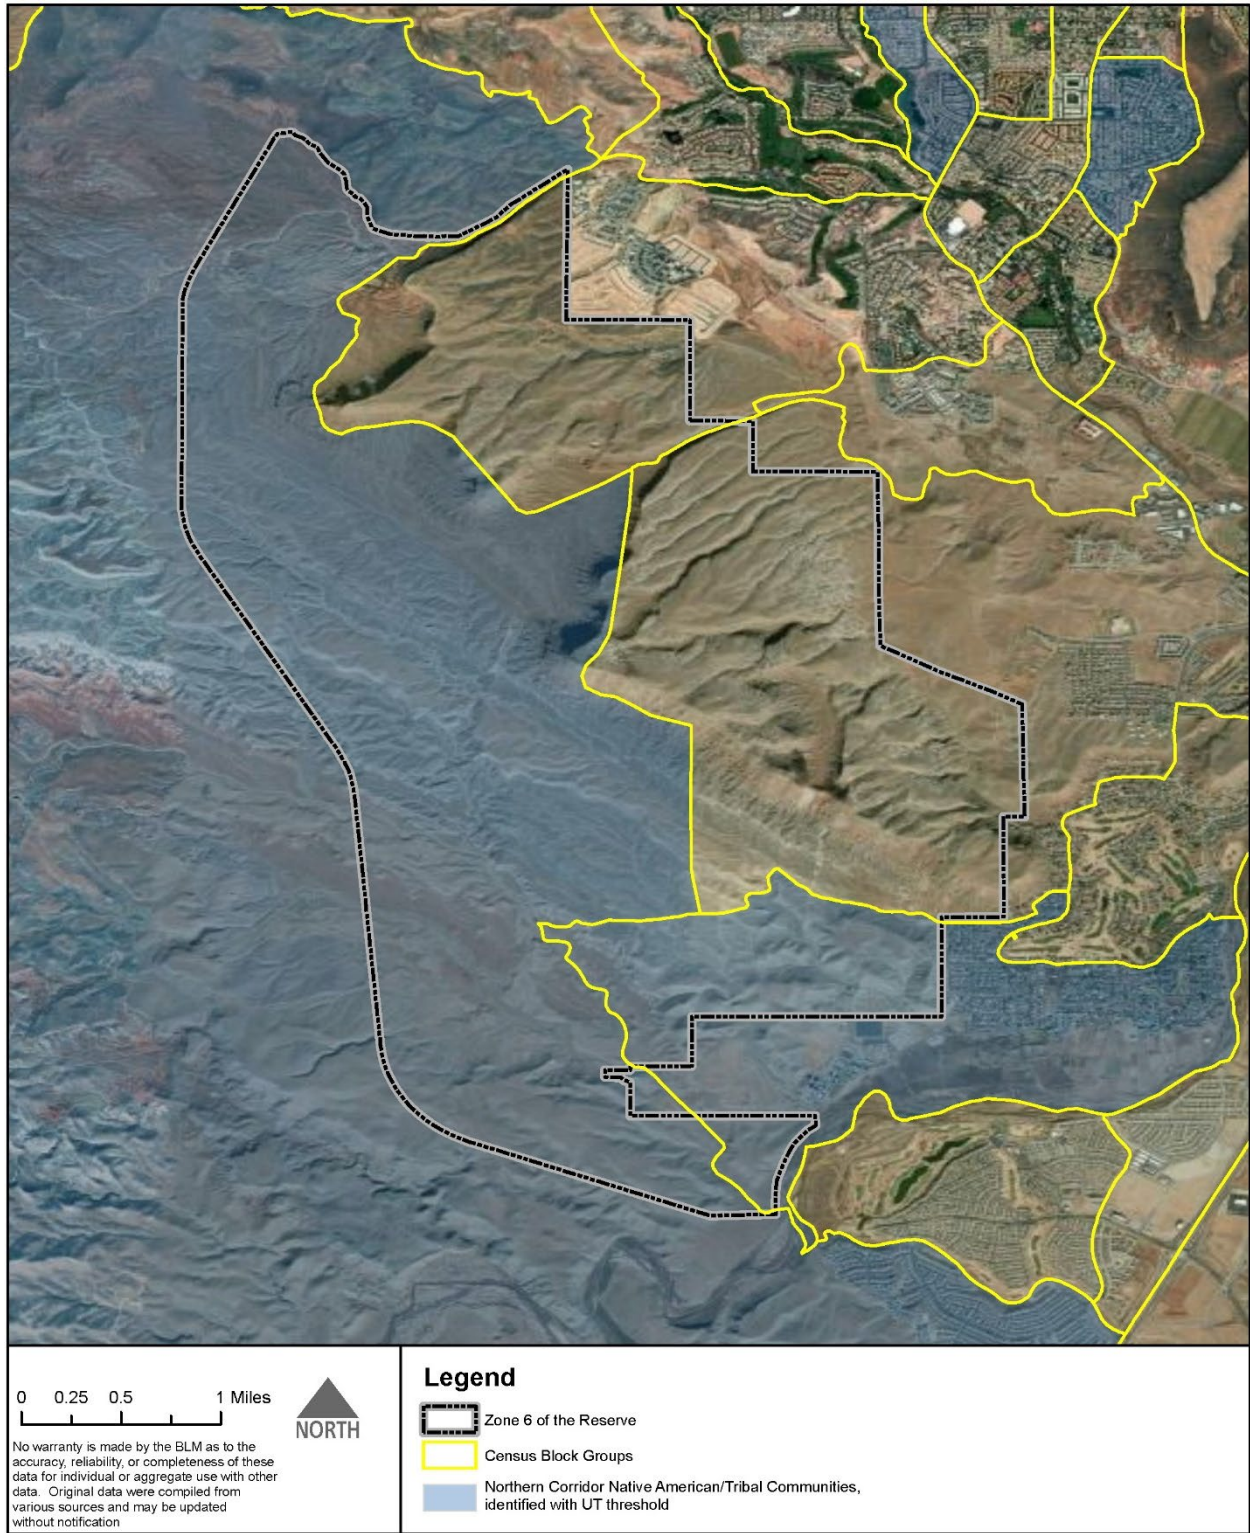 0 0.25 0.5 1 Miles
NORTH
No warranty is made by the BLM as to the
accuracy, reliability, or completeness of these
data for individual or aggregate use with other
data. Original data were compiled from
various sources and may be updated
without notification
Legend
Zone 6 of the Reserve
Census Block Groups
Northern Corridor Native American/Tribal Communities,
identified with UT threshold